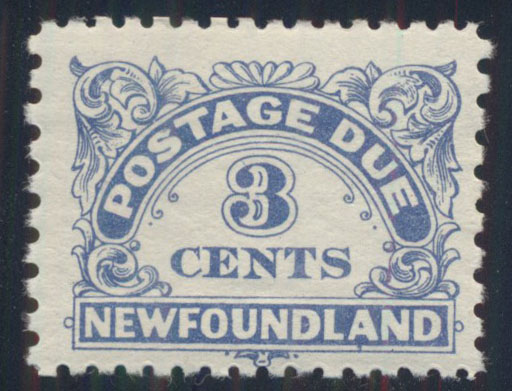 POSTAGE DUE
3
CENTS
NEWFOUNDLAND